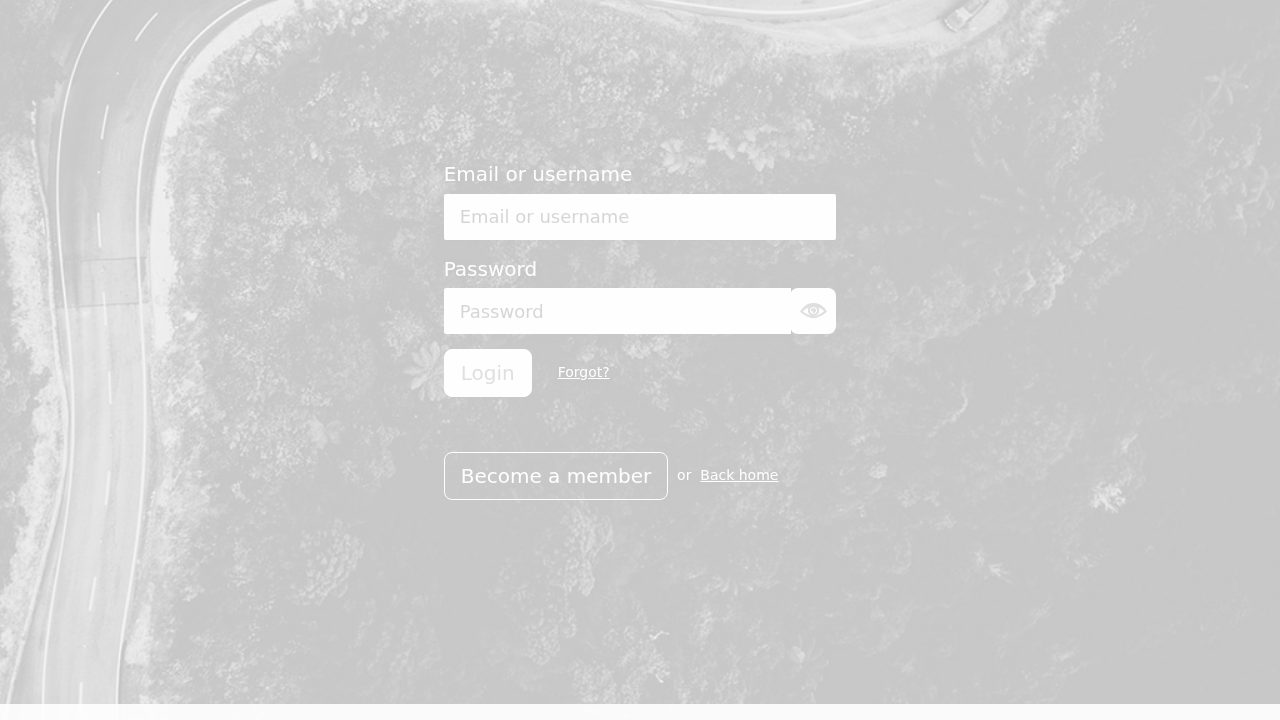 Email or username
Email or username
Password
Password
Login Forgot?
Become a member or Back home